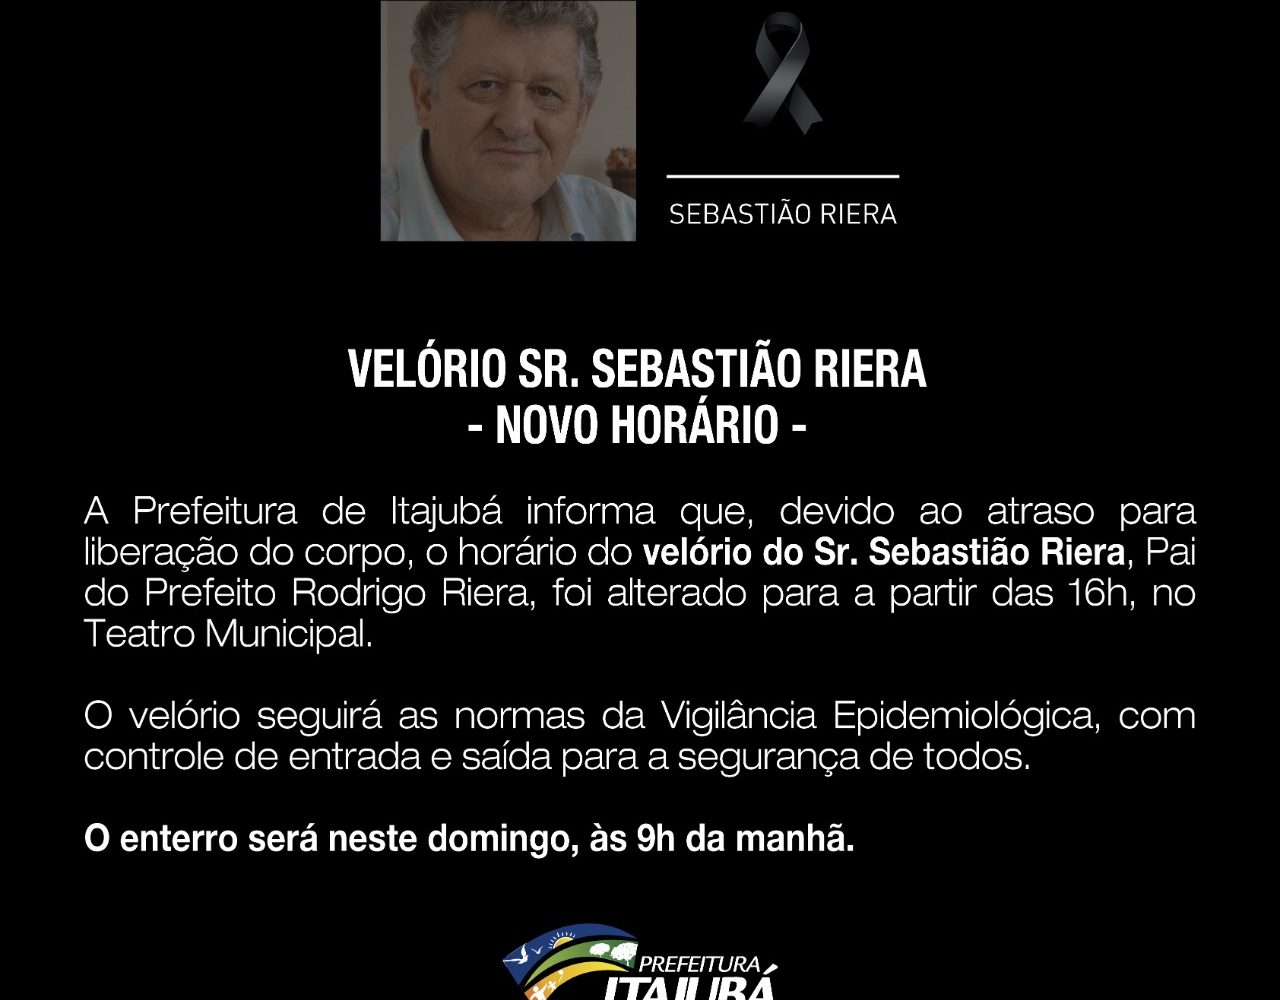 SEBASTIÃO RIERA
VELÓRIO SR. SEBASTIÃO RIERA
- NOVO HORÁRIO -
A Prefeitura de Itajubá informa que, devido ao atraso para
liberação do corpo, o horário do velório do Sr. Sebastião Riera, Pai
do Prefeito Rodrigo Riera, foi alterado para a partir das 16h, no
Teatro Municipal.
O velório seguirá as normas da Vigilância Epidemiológica, com
controle de entrada e saída para a segurança de todos.
O enterro será neste domingo, às 9h da manhã.
PREFEITURA
ITAJUBÁ